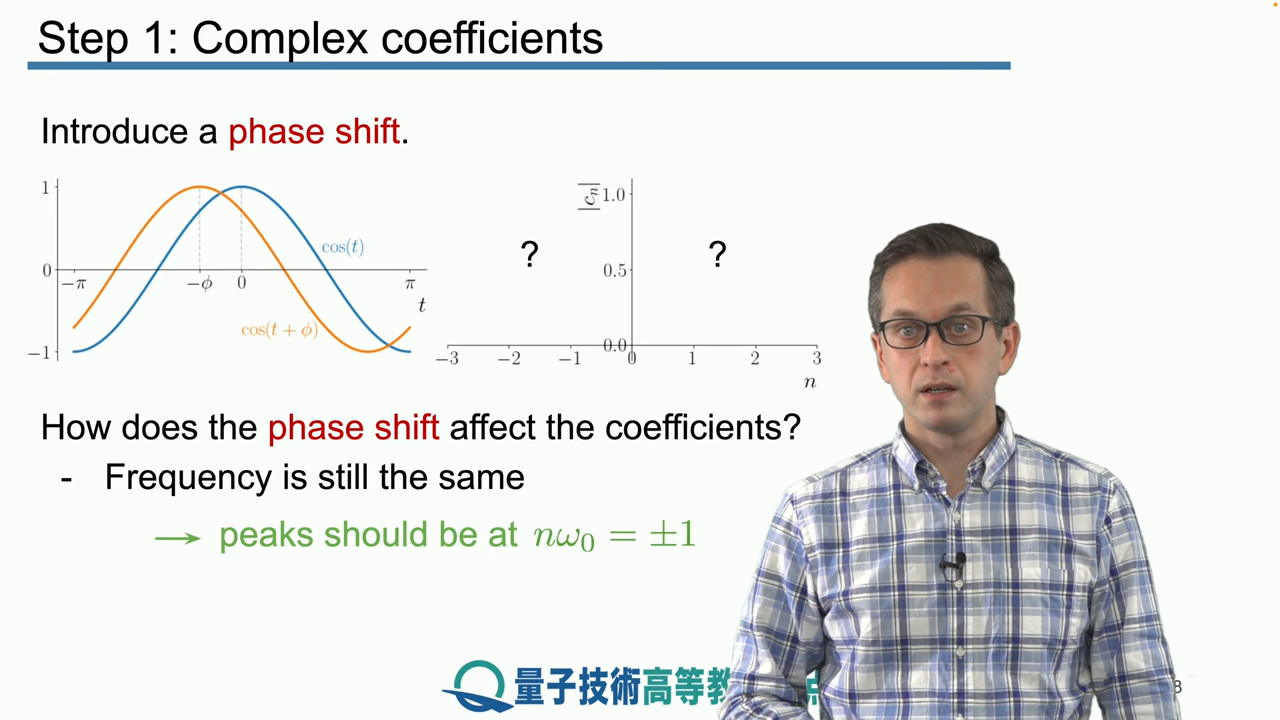 Step 1: Complex coefficients
Introduce a phase shift.
1
0
−1
−π
−ϕ
0
π
t
cos(t)
cos(t + ϕ)
?
?
|cₙ|
1.0
0.5
0.0
−3
−2
−1
0
1
2
3
n
How does the phase shift affect the coefficients?
- Frequency is still the same
→ peaks should be at nω₀ = ±1
量子技術高等教
8